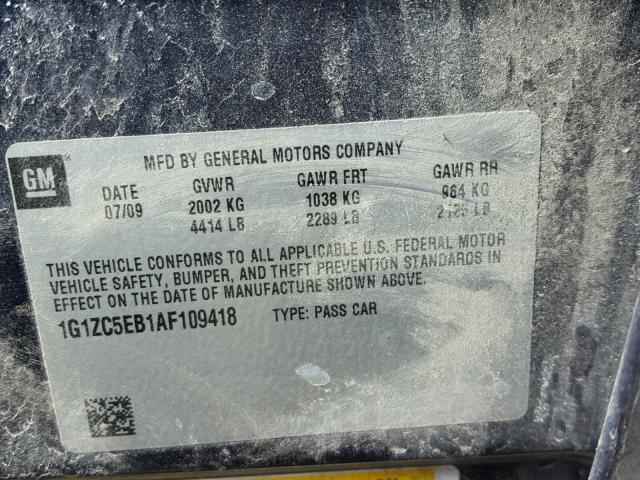 GM
MFD BY GENERAL MOTORS COMPANY
DATE GVWR GAWR FRT GAWR RR
07/09 2002 KG 1038 KG 964 KG
4414 LB 2289 LB 2125 LB
THIS VEHICLE CONFORMS TO ALL APPLICABLE U.S. FEDERAL MOTOR
VEHICLE SAFETY, BUMPER, AND THEFT PREVENTION STANDARDS IN
EFFECT ON THE DATE OF MANUFACTURE SHOWN ABOVE.
1G1ZC5EB1AF109418 TYPE: PASS CAR